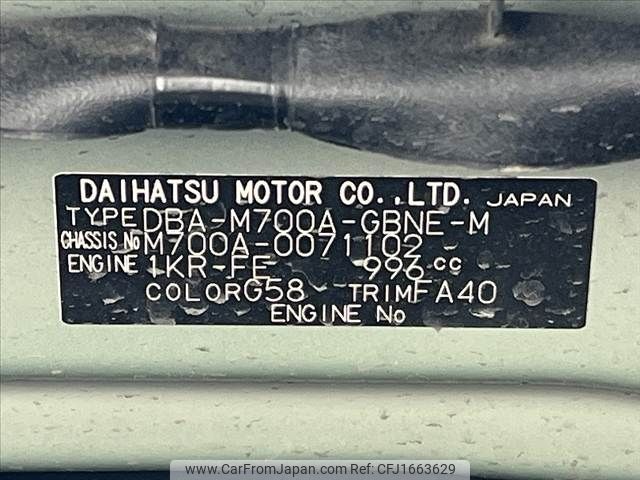 DAIHATSU MOTOR CO.,LTD. JAPAN
TYPE DBA-M700A-GBNE-M
CHASSIS No M700A-0071102
ENGINE 1KR-FE 996 cc
COLOR G58 TRIM FA40
ENGINE No
www.CarFromJapan.com - CFJ1663629